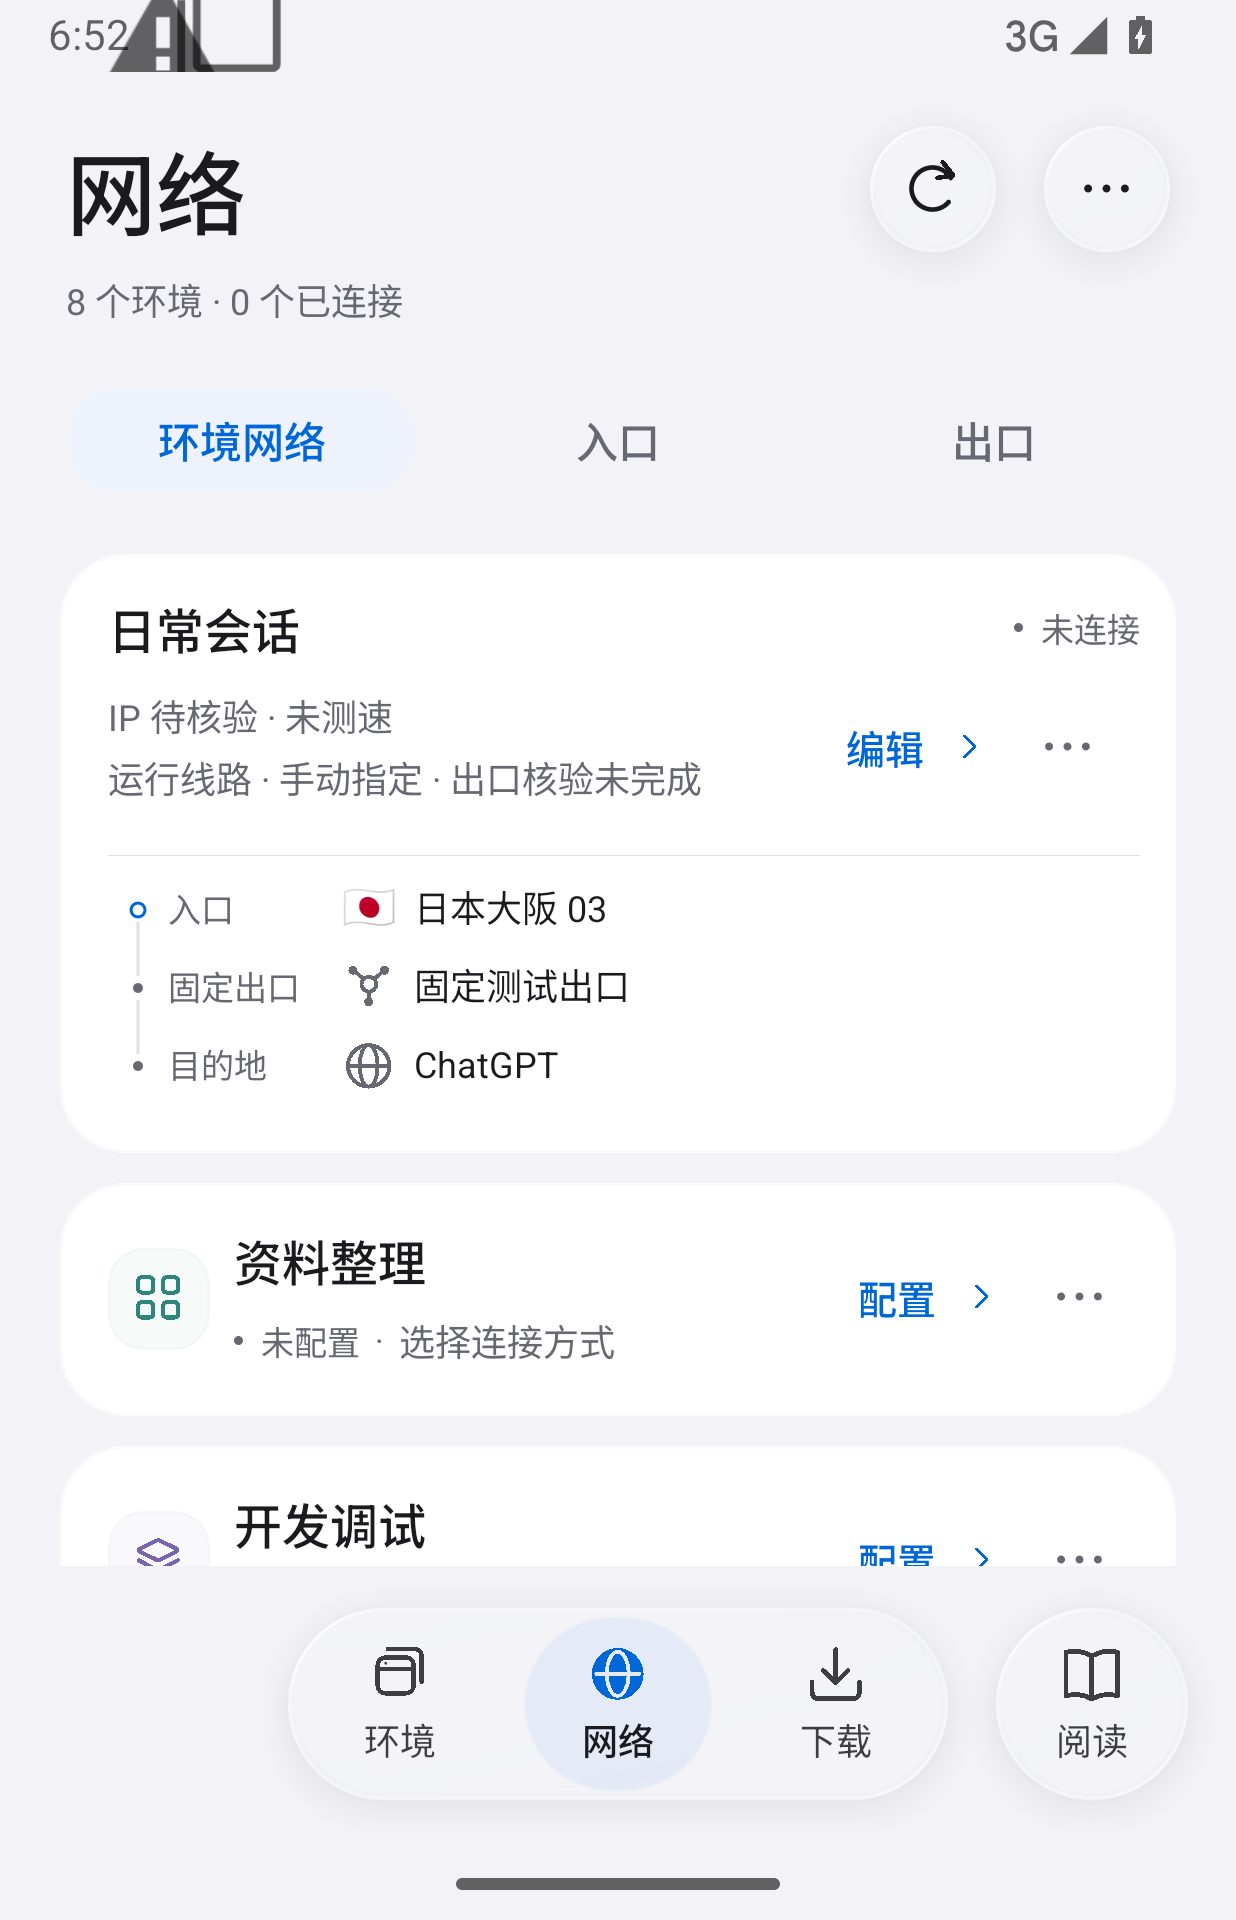 6:52
3G
网络
8 个环境 · 0 个已连接
环境网络
入口
出口
日常会话
• 未连接
IP 待核验 · 未测速
运行线路 · 手动指定 · 出口核验未完成
编辑
入口
日本大阪 03
固定出口
固定测试出口
目的地
ChatGPT
资料整理
• 未配置 · 选择连接方式
配置
开发调试
配置
环境
网络
下载
阅读